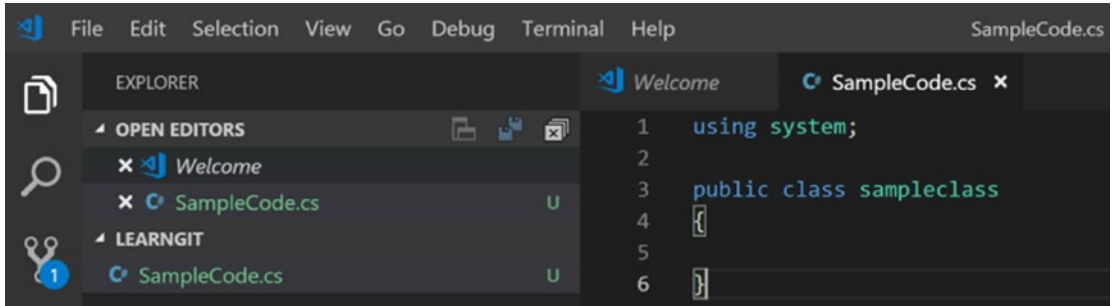 File Edit Selection View Go Debug Terminal Help SampleCode.cs
EXPLORER
OPEN EDITORS
Welcome
SampleCode.cs U
LEARNGIT
SampleCode.cs U
1
Welcome SampleCode.cs
1 using system;
2
3 public class sampleclass
4 {
5
6 }